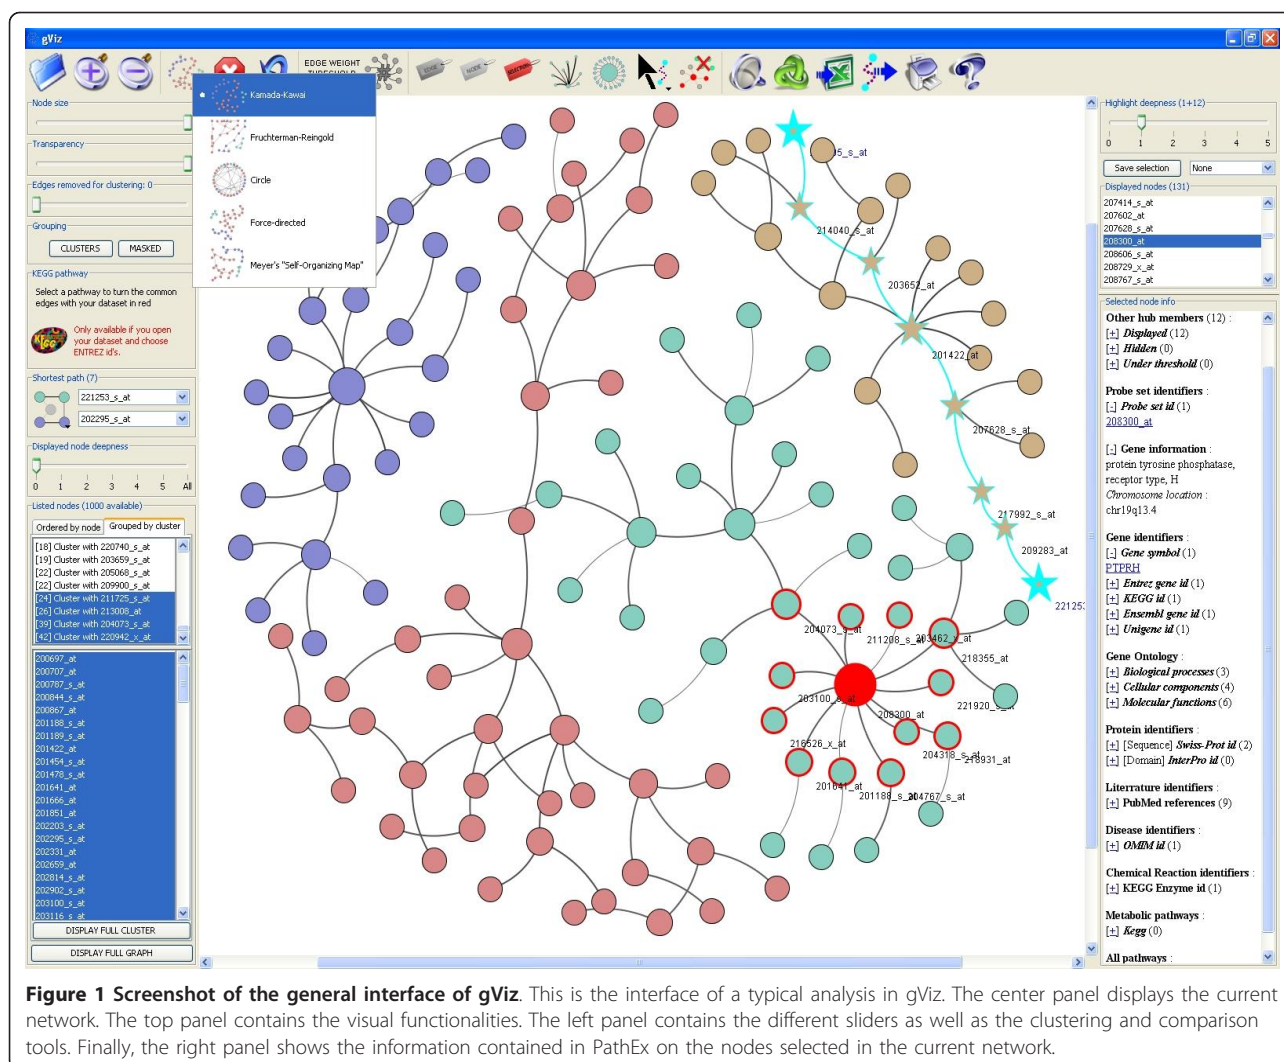 gViz
EDGE WEIGHT
THRESHOLD
EDGE
NODE
SELECTION
Node size
Transparency
Edges removed for clustering: 0
Grouping
CLUSTERS
MASKED
KEGG pathway
Select a pathway to turn the common
edges with your dataset in red
KEGG
Only available if you open
your dataset and choose
ENTREZ id's.
Shortest path (7)
221253_s_at
202295_s_at
Displayed node deepness
0 1 2 3 4 5 All
Listed nodes (1000 available)
Ordered by node
Grouped by cluster
[18] Cluster with 220740_s_at
[19] Cluster with 203659_s_at
[22] Cluster with 205068_s_at
[22] Cluster with 209900_s_at
[24] Cluster with 211725_s_at
[26] Cluster with 213008_at
[39] Cluster with 204073_s_at
[42] Cluster with 220942_x_at
200697_at
200707_at
200787_s_at
200844_s_at
200867_at
201188_s_at
201189_s_at
201422_at
201454_s_at
201478_s_at
201641_at
201666_at
201851_at
202203_s_at
202295_s_at
202331_at
202659_at
202814_s_at
202902_s_at
203100_s_at
203116_s_at
DISPLAY FULL CLUSTER
DISPLAY FULL GRAPH
Kamada-Kawai
Fruchterman-Reingold
Circle
Force-directed
Meyer's "Self-Organizing Map"
95_s_at
214040_s_at
203652_at
201422_at
207628_s_at
217992_s_at
209283_at
221253
204073_s_at
211208_s_at
203462_x_at
218355_at
203100_s_at
208300_at
221920_s_at
216526_x_at
204318_s_at
218931_at
201641_at
201188_s_at
204767_s_at
Highlight deepness (1+12)
0 1 2 3 4 5
Save selection
None
Displayed nodes (131)
207414_s_at
207602_at
207628_s_at
208300_at
208606_s_at
208729_x_at
208767_s_at
Selected node info
Other hub members (12) :
[+] Displayed (12)
[+] Hidden (0)
[+] Under threshold (0)
Probe set identifiers :
[-] Probe set id (1)
208300_at
[-] Gene information :
protein tyrosine phosphatase,
receptor type, H
Chromosome location :
chr19q13.4
Gene identifiers :
[-] Gene symbol (1)
PTPRH
[+] Entrez gene id (1)
[+] KEGG id (1)
[+] Ensembl gene id (1)
[+] Unigene id (1)
Gene Ontology :
[+] Biological processes (3)
[+] Cellular components (4)
[+] Molecular functions (6)
Protein identifiers :
[+] [Sequence] Swiss-Prot id (2)
[+] [Domain] InterPro id (0)
Literrature identifiers :
[+] PubMed references (9)
Disease identifiers :
[+] OMIM id (1)
Chemical Reaction identifiers :
[+] KEGG Enzyme id (1)
Metabolic pathways :
[+] Kegg (0)
All pathways :
Figure 1 Screenshot of the general interface of gViz. This is the interface of a typical analysis in gViz. The center panel displays the current
network. The top panel contains the visual functionalities. The left panel contains the different sliders as well as the clustering and comparison
tools. Finally, the right panel shows the information contained in PathEx on the nodes selected in the current network.